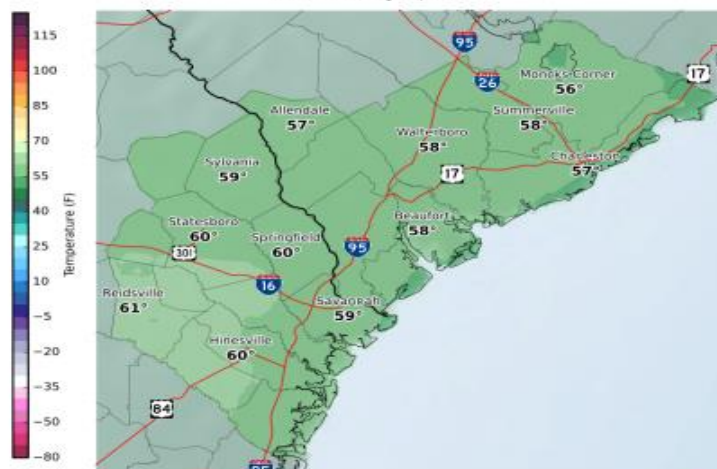 115
100
85
70
55
40
25
10
−5
−20
−35
−50
−65
−80
Temperature (F)
95
17
Moncks Corner
56°
26
Allendale
57°
Summerville
58°
Walterboro
58°
Charleston
57°
Sylvania
59°
17
Beaufort
58°
Statesboro
60°
Springfield
60°
301
95
16
Reidsville
61°
Savannah
59°
Hinesville
60°
84
95